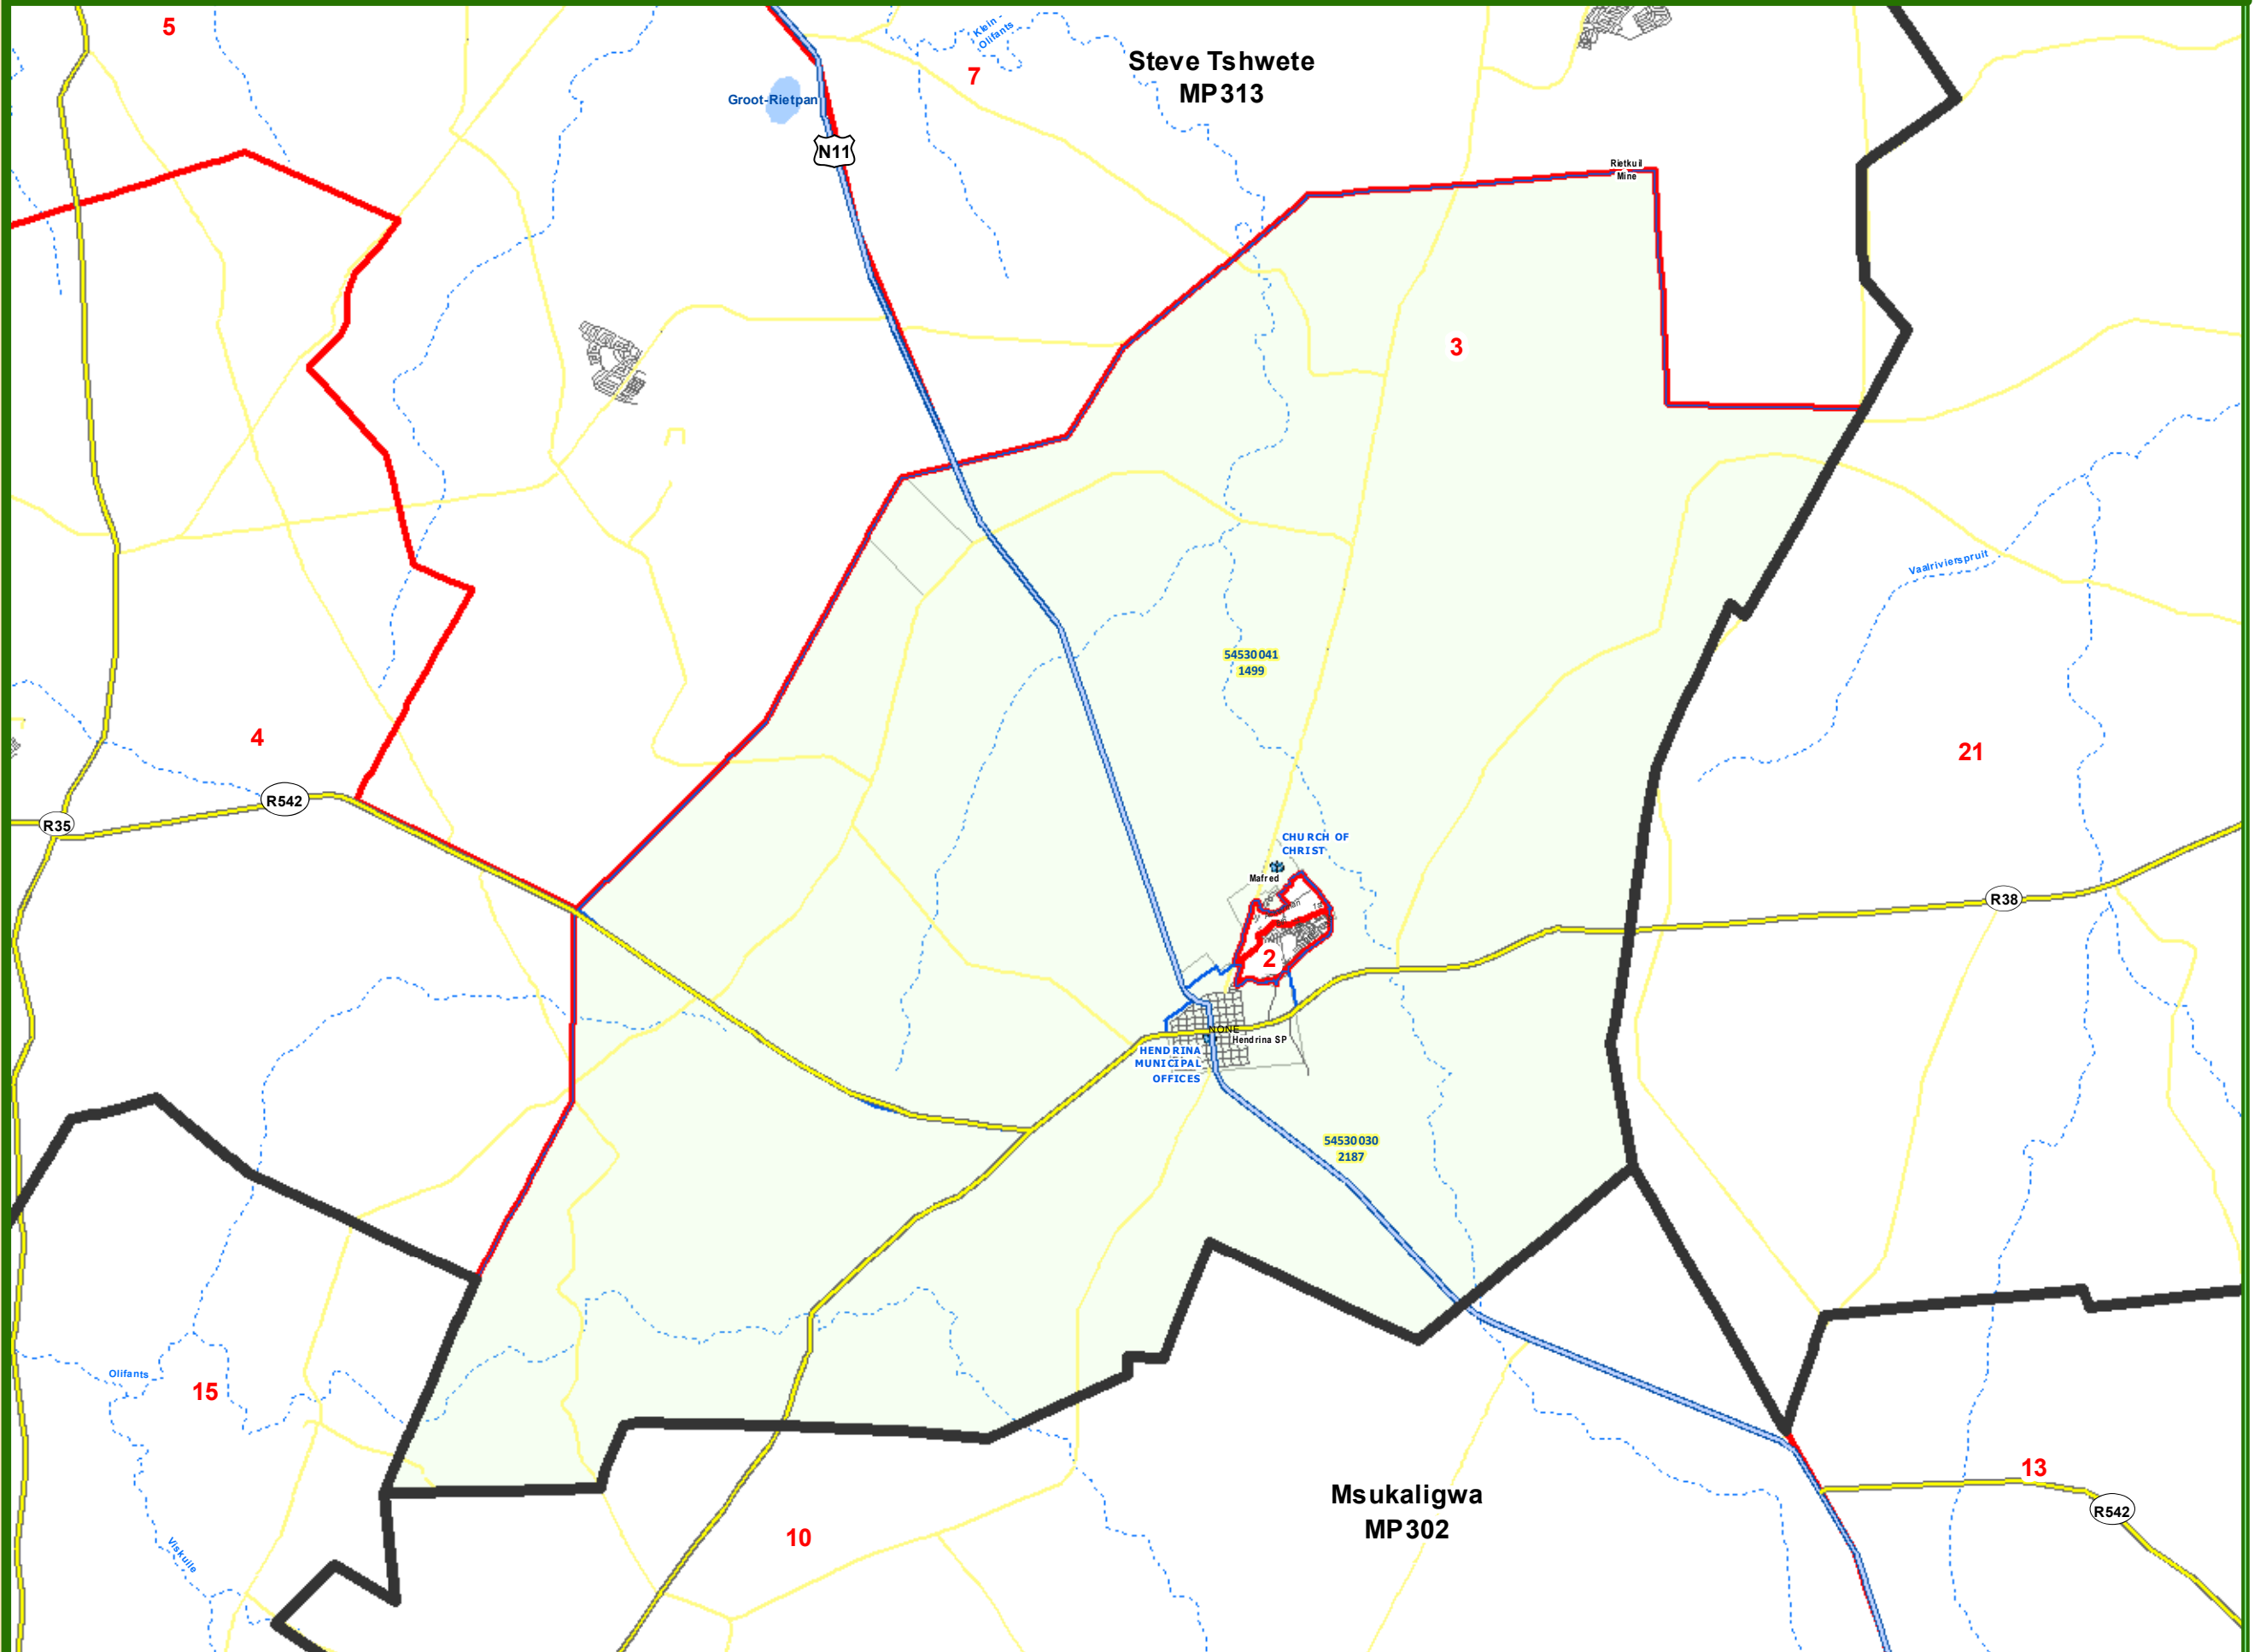 5
Klein
Olifants
Steve Tshwete
MP313
7
Groot-Rietpan
N11
Rietkuil
Mine
3
Vaalrivierspruit
54530041
1499
4
21
R542
R35
CHURCH OF
CHRIST
Mafred
R38
2
NONE
Hendrina SP
HENDRINA
MUNICIPAL
OFFICES
54530030
2187
Olifants
15
13
Msukaligwa
MP302
R542
10
Viskuile